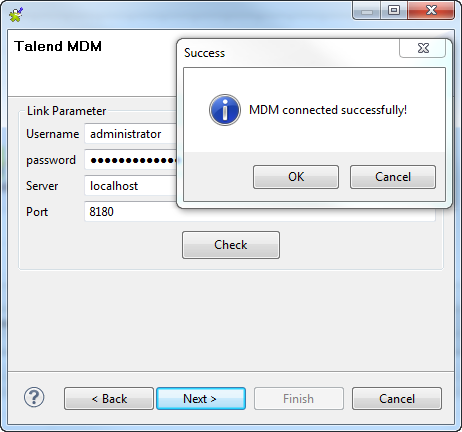 Talend MDM
Success
MDM connected successfully!
OK
Cancel
Link Parameter
Username administrator
password ●●●●●●●●●●●●●
Server localhost
Port 8180
Check
< Back
Next >
Finish
Cancel